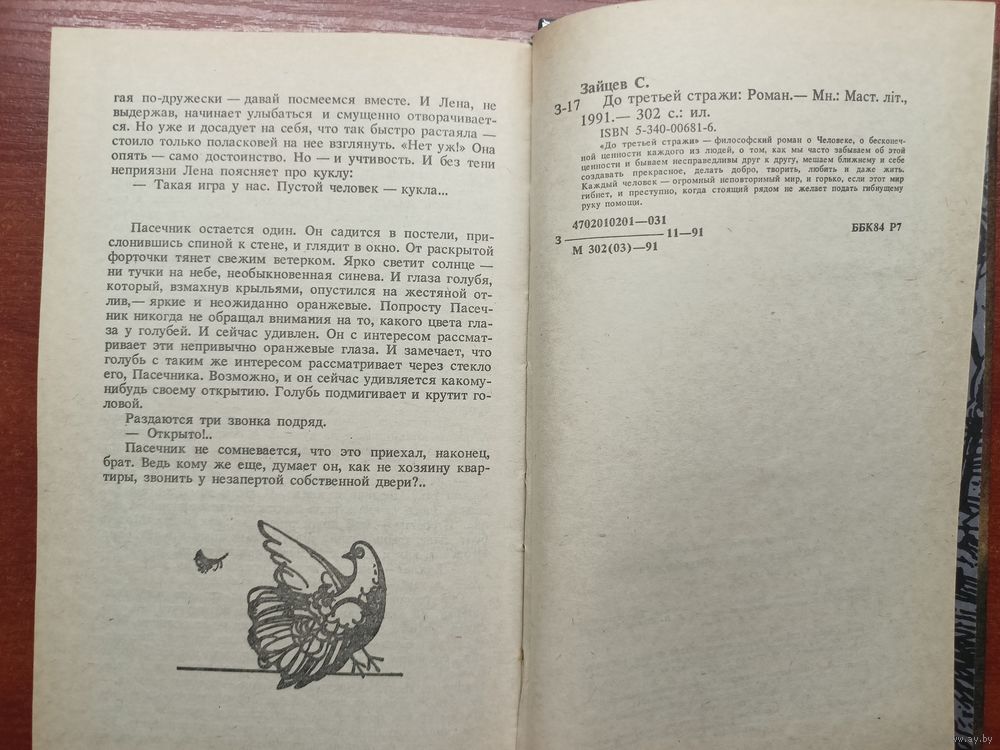 гая по-дружески — давай посмеемся вместе. И Лена, не
выдержав, начинает улыбаться и смущенно отворачивает-
ся. Но уже и досадует на себя, что так быстро растаяла —
стоило только поласковей на нее взглянуть. «Нет уж!» Она
опять — само достоинство. Но — и учтивость. И без тени
неприязни Лена поясняет про куклу:
— Такая игра у нас. Пустой человек — кукла...
Пасечник остается один. Он садится в постели, при-
слонившись спиной к стене, и глядит в окно. От раскрытой
форточки тянет свежим ветерком. Ярко светит солнце —
ни тучки на небе, необыкновенная синева. И глаза голубя,
который, взмахнув крыльями, опустился на жестяной от-
лив,— яркие и неожиданно оранжевые. Попросту Пасеч-
ник никогда не обращал внимания на то, какого цвета гла-
за у голубей. И сейчас удивлен. Он с интересом рассмат-
ривает эти непривычно оранжевые глаза. И замечает, что
голубь с таким же интересом рассматривает через стекло
его, Пасечника. Возможно, и он сейчас удивляется какому-
нибудь своему открытию. Голубь подмигивает и крутит го-
ловой.
Раздаются три звонка подряд.
— Открыто!..
Пасечник не сомневается, что это приехал, наконец,
брат. Ведь кому же еще, думает он, как не хозяину квар-
тиры, звонить у незапертой собственной двери?..
Зайцев С.
З-17 До третьей стражи: Роман.— Мн.: Маст. літ.,
1991.— 302 с.: ил.
ISBN 5-340-00681-6.
«До третьей стражи» — философский роман о Человеке, о бесконеч-
ной ценности каждого из людей, о том, как мы часто забываем об этой
ценности и бываем несправедливы друг к другу, мешаем ближнему и себе
создавать прекрасное, делать добро, творить, любить и даже жить.
Каждый человек — огромный неповторимый мир, и горько, если этот мир
гибнет, и преступно, когда стоящий рядом не желает подать гибнущему
руку помощи.
4702010201—031
З 11—91 ББК84 Р7
М 302(03)—91
www.ay.by